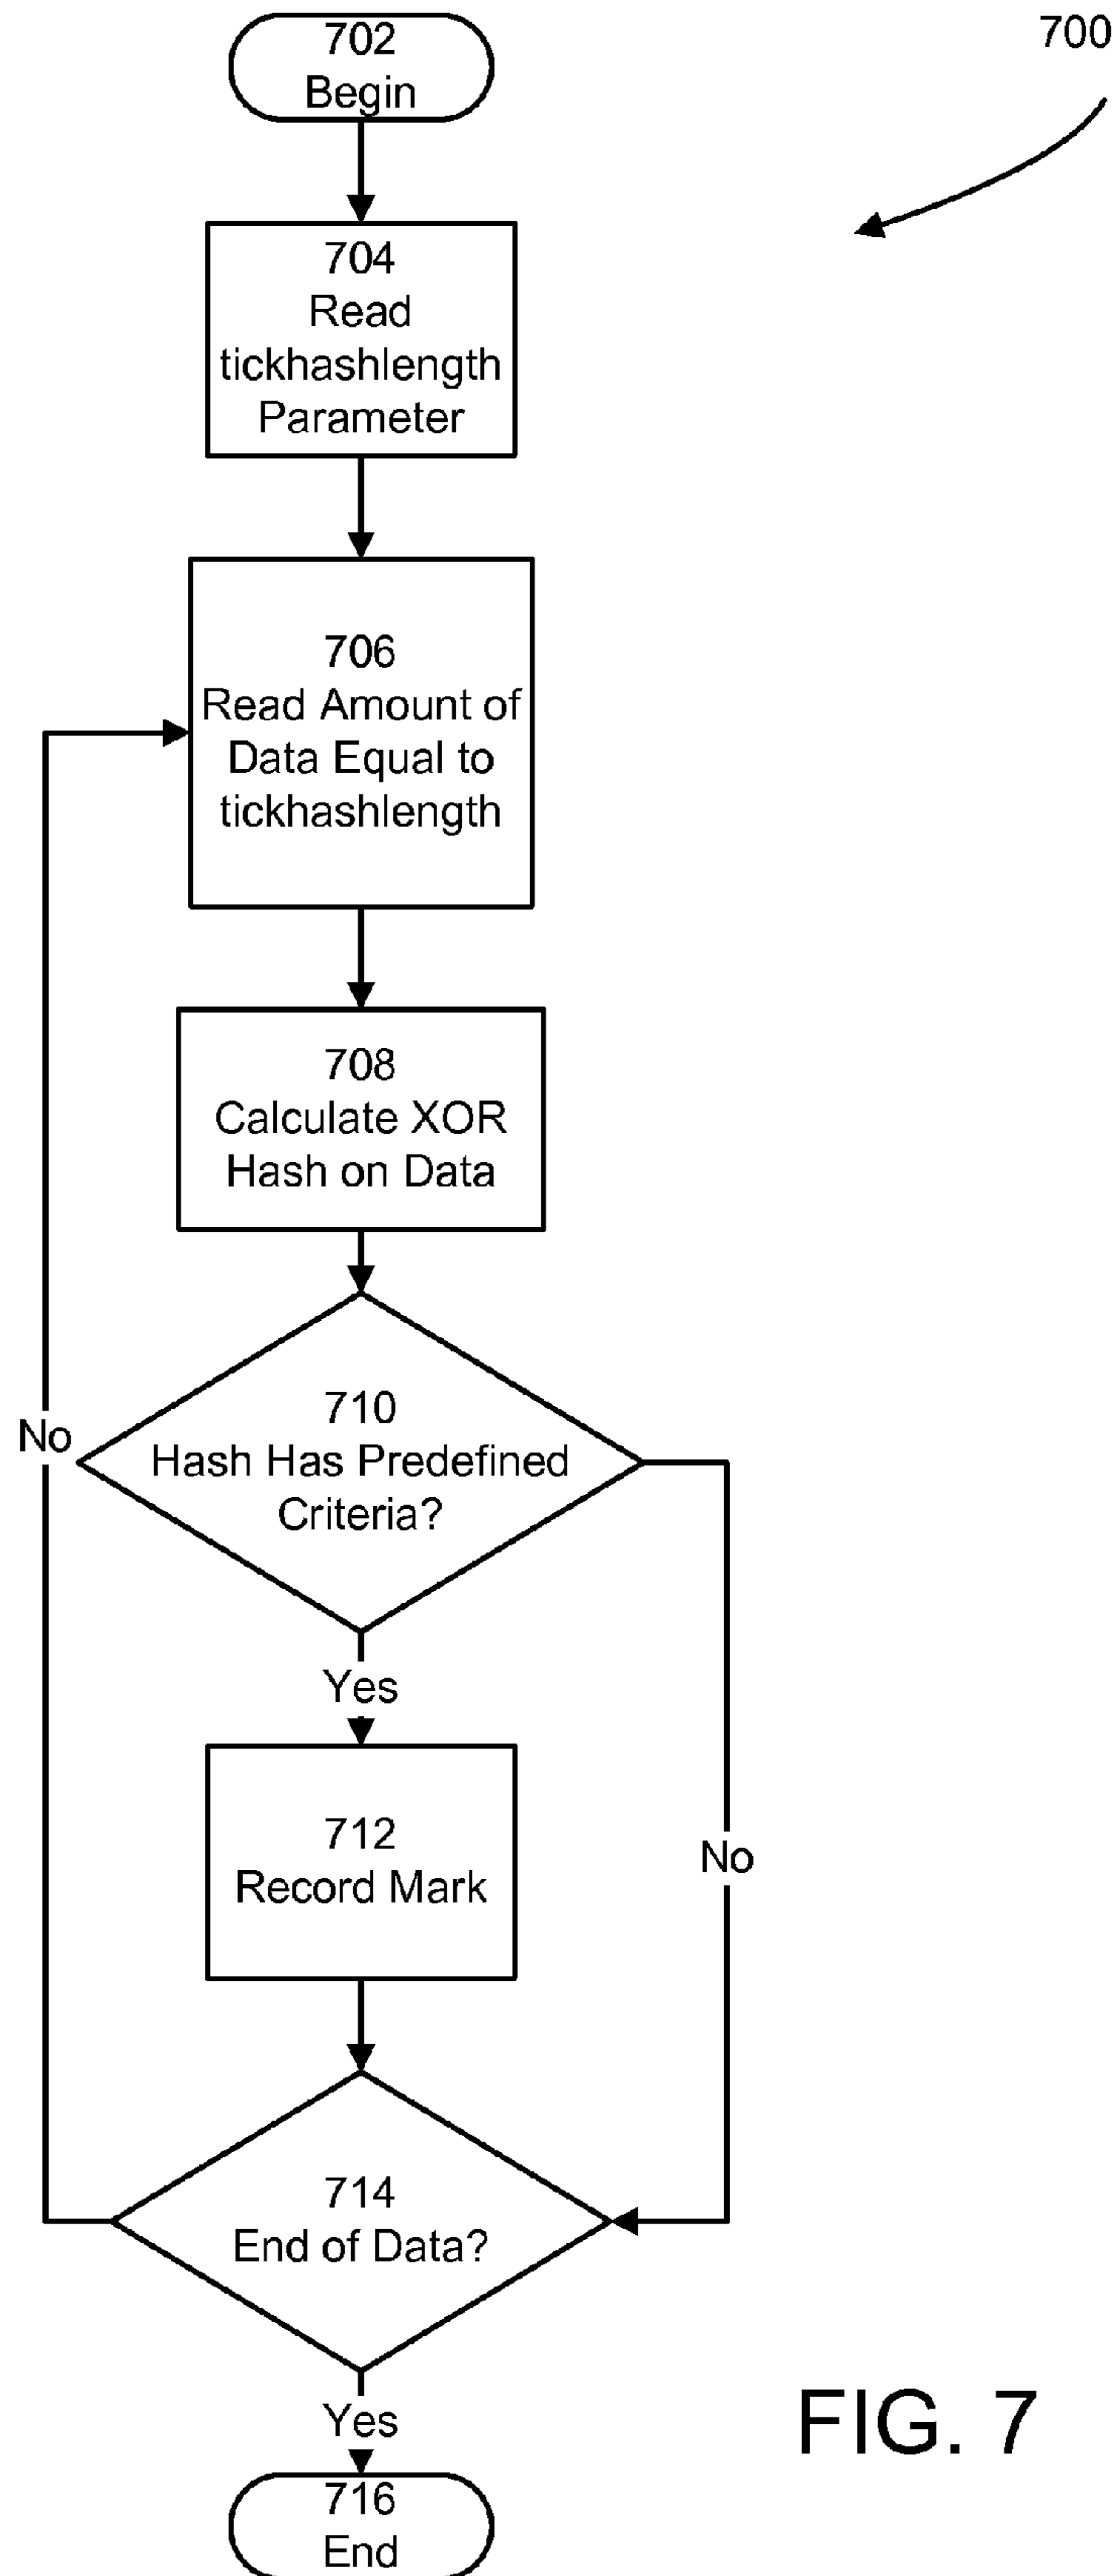 702
Begin
700
704
Read
tickhashlength
Parameter
706
Read Amount of
Data Equal to
tickhashlength
708
Calculate XOR
Hash on Data
710
Hash Has Predefined
Criteria?
No
Yes
712
Record Mark
No
714
End of Data?
Yes
716
End
FIG. 7